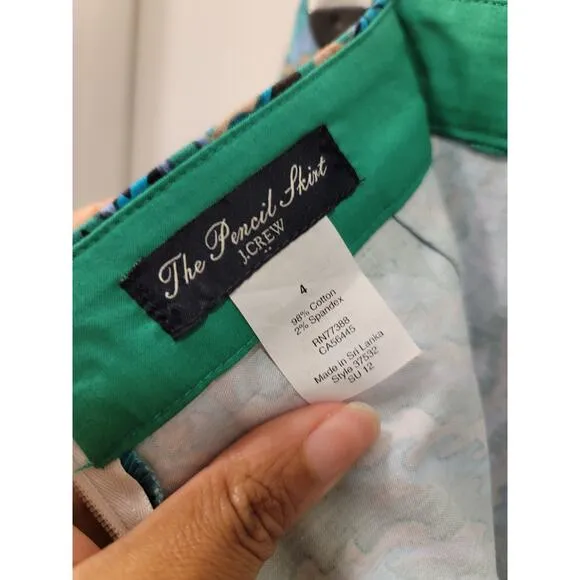 The Pencil Skirt
J.CREW
4
98% Cotton
2% Spandex
RN77388
CA56445
Made in Sri Lanka
Style 37532
SU 12